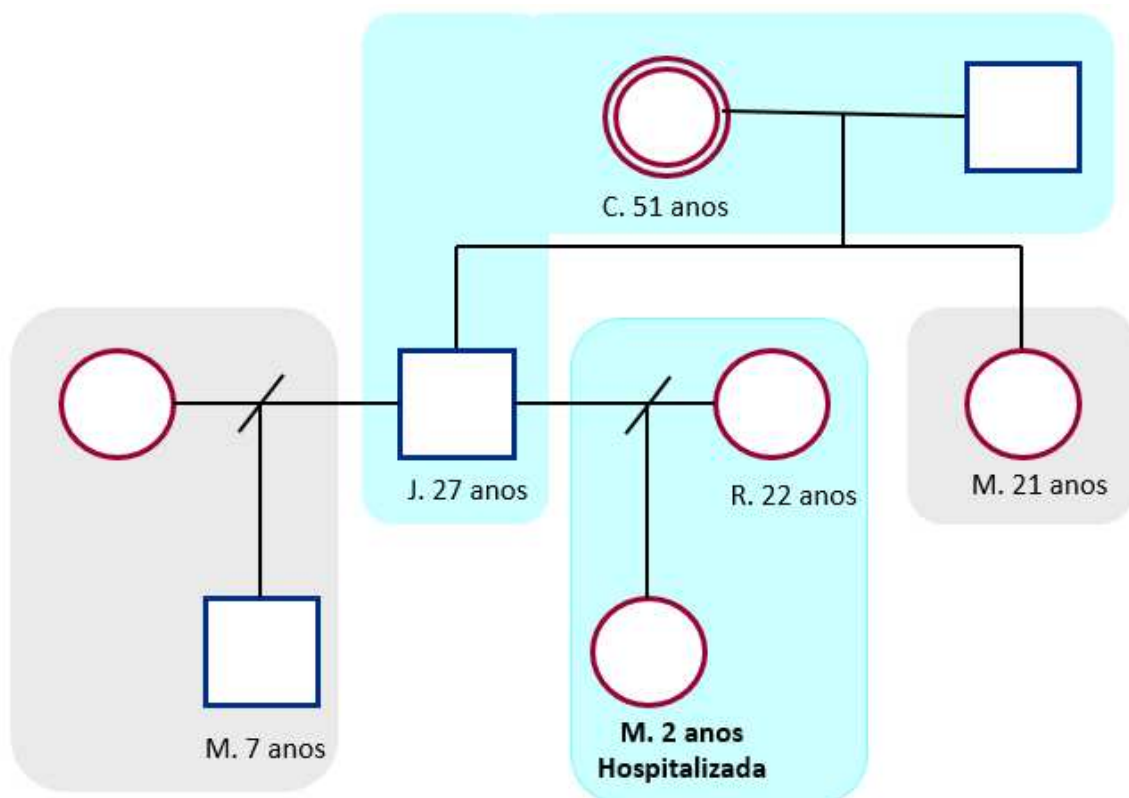 C. 51 anos
J. 27 anos
R. 22 anos
M. 21 anos
M. 7 anos
M. 2 anos
Hospitalizada